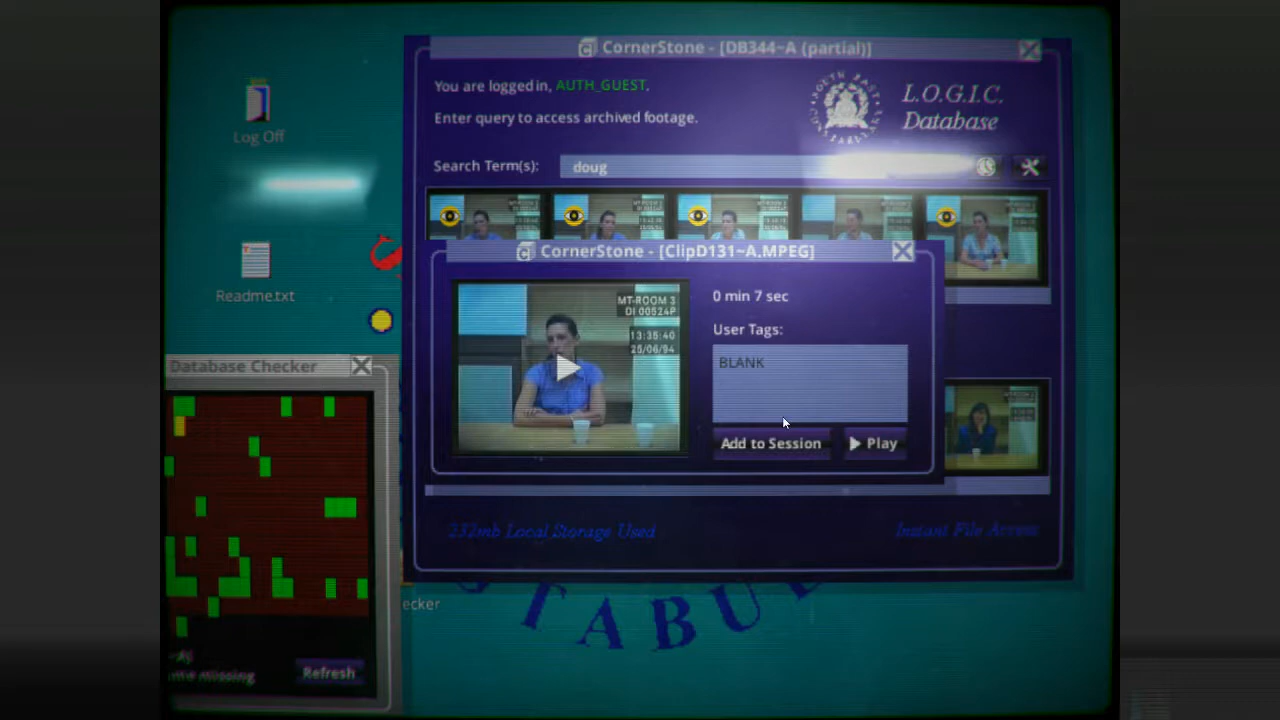 CornerStone - [DB344~A (partial)]
You are logged in, AUTH_GUEST.
Enter query to access archived footage.
L.O.G.I.C.
Database
Log Off
Search Term(s):
doug
CornerStone - [ClipD131~A.MPEG]
Readme.txt
MT-ROOM 3
DI 00524P
13:35:40
25/06/94
0 min 7 sec
User Tags:
BLANK
Add to Session
Play
Database Checker
232mb Local Storage Used
Instant File Access
ecker
TABU
missing
Refresh